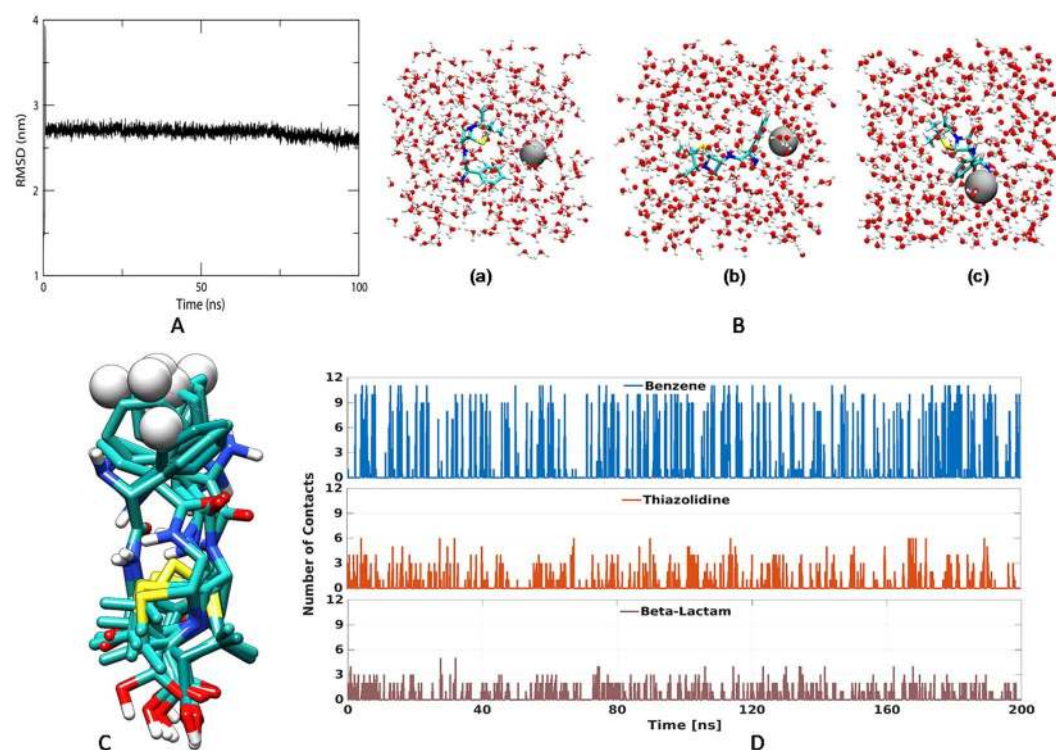 4
3
2
1
RMSD (nm)
0
50
100
Time (ns)
A
(a)
(b)
(c)
B
C
Number of Contacts
12
9
6
3
0
Benzene
12
9
6
3
0
Thiazolidine
12
9
6
3
0
Beta-Lactam
0
40
80
120
160
200
Time [ns]
D